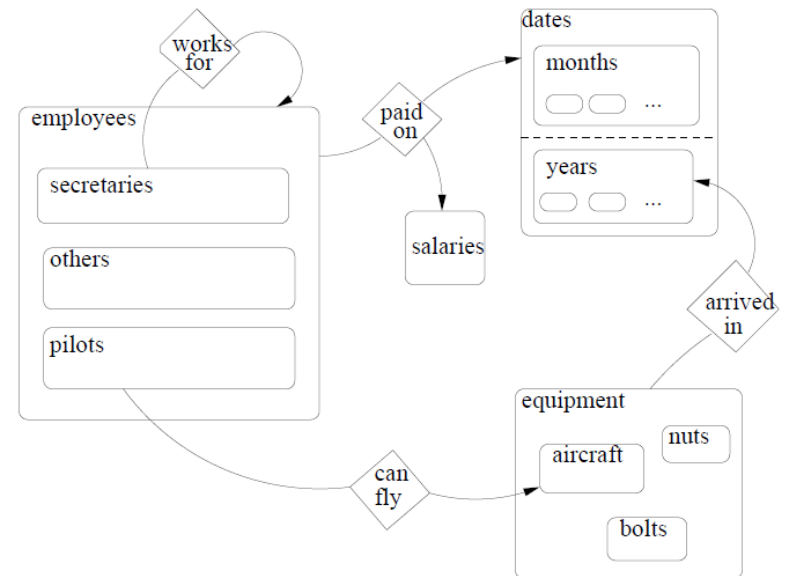 works
for
employees
secretaries
others
pilots
paid
on
salaries
dates
months
...
years
...
arrived
in
equipment
aircraft
nuts
bolts
can
fly